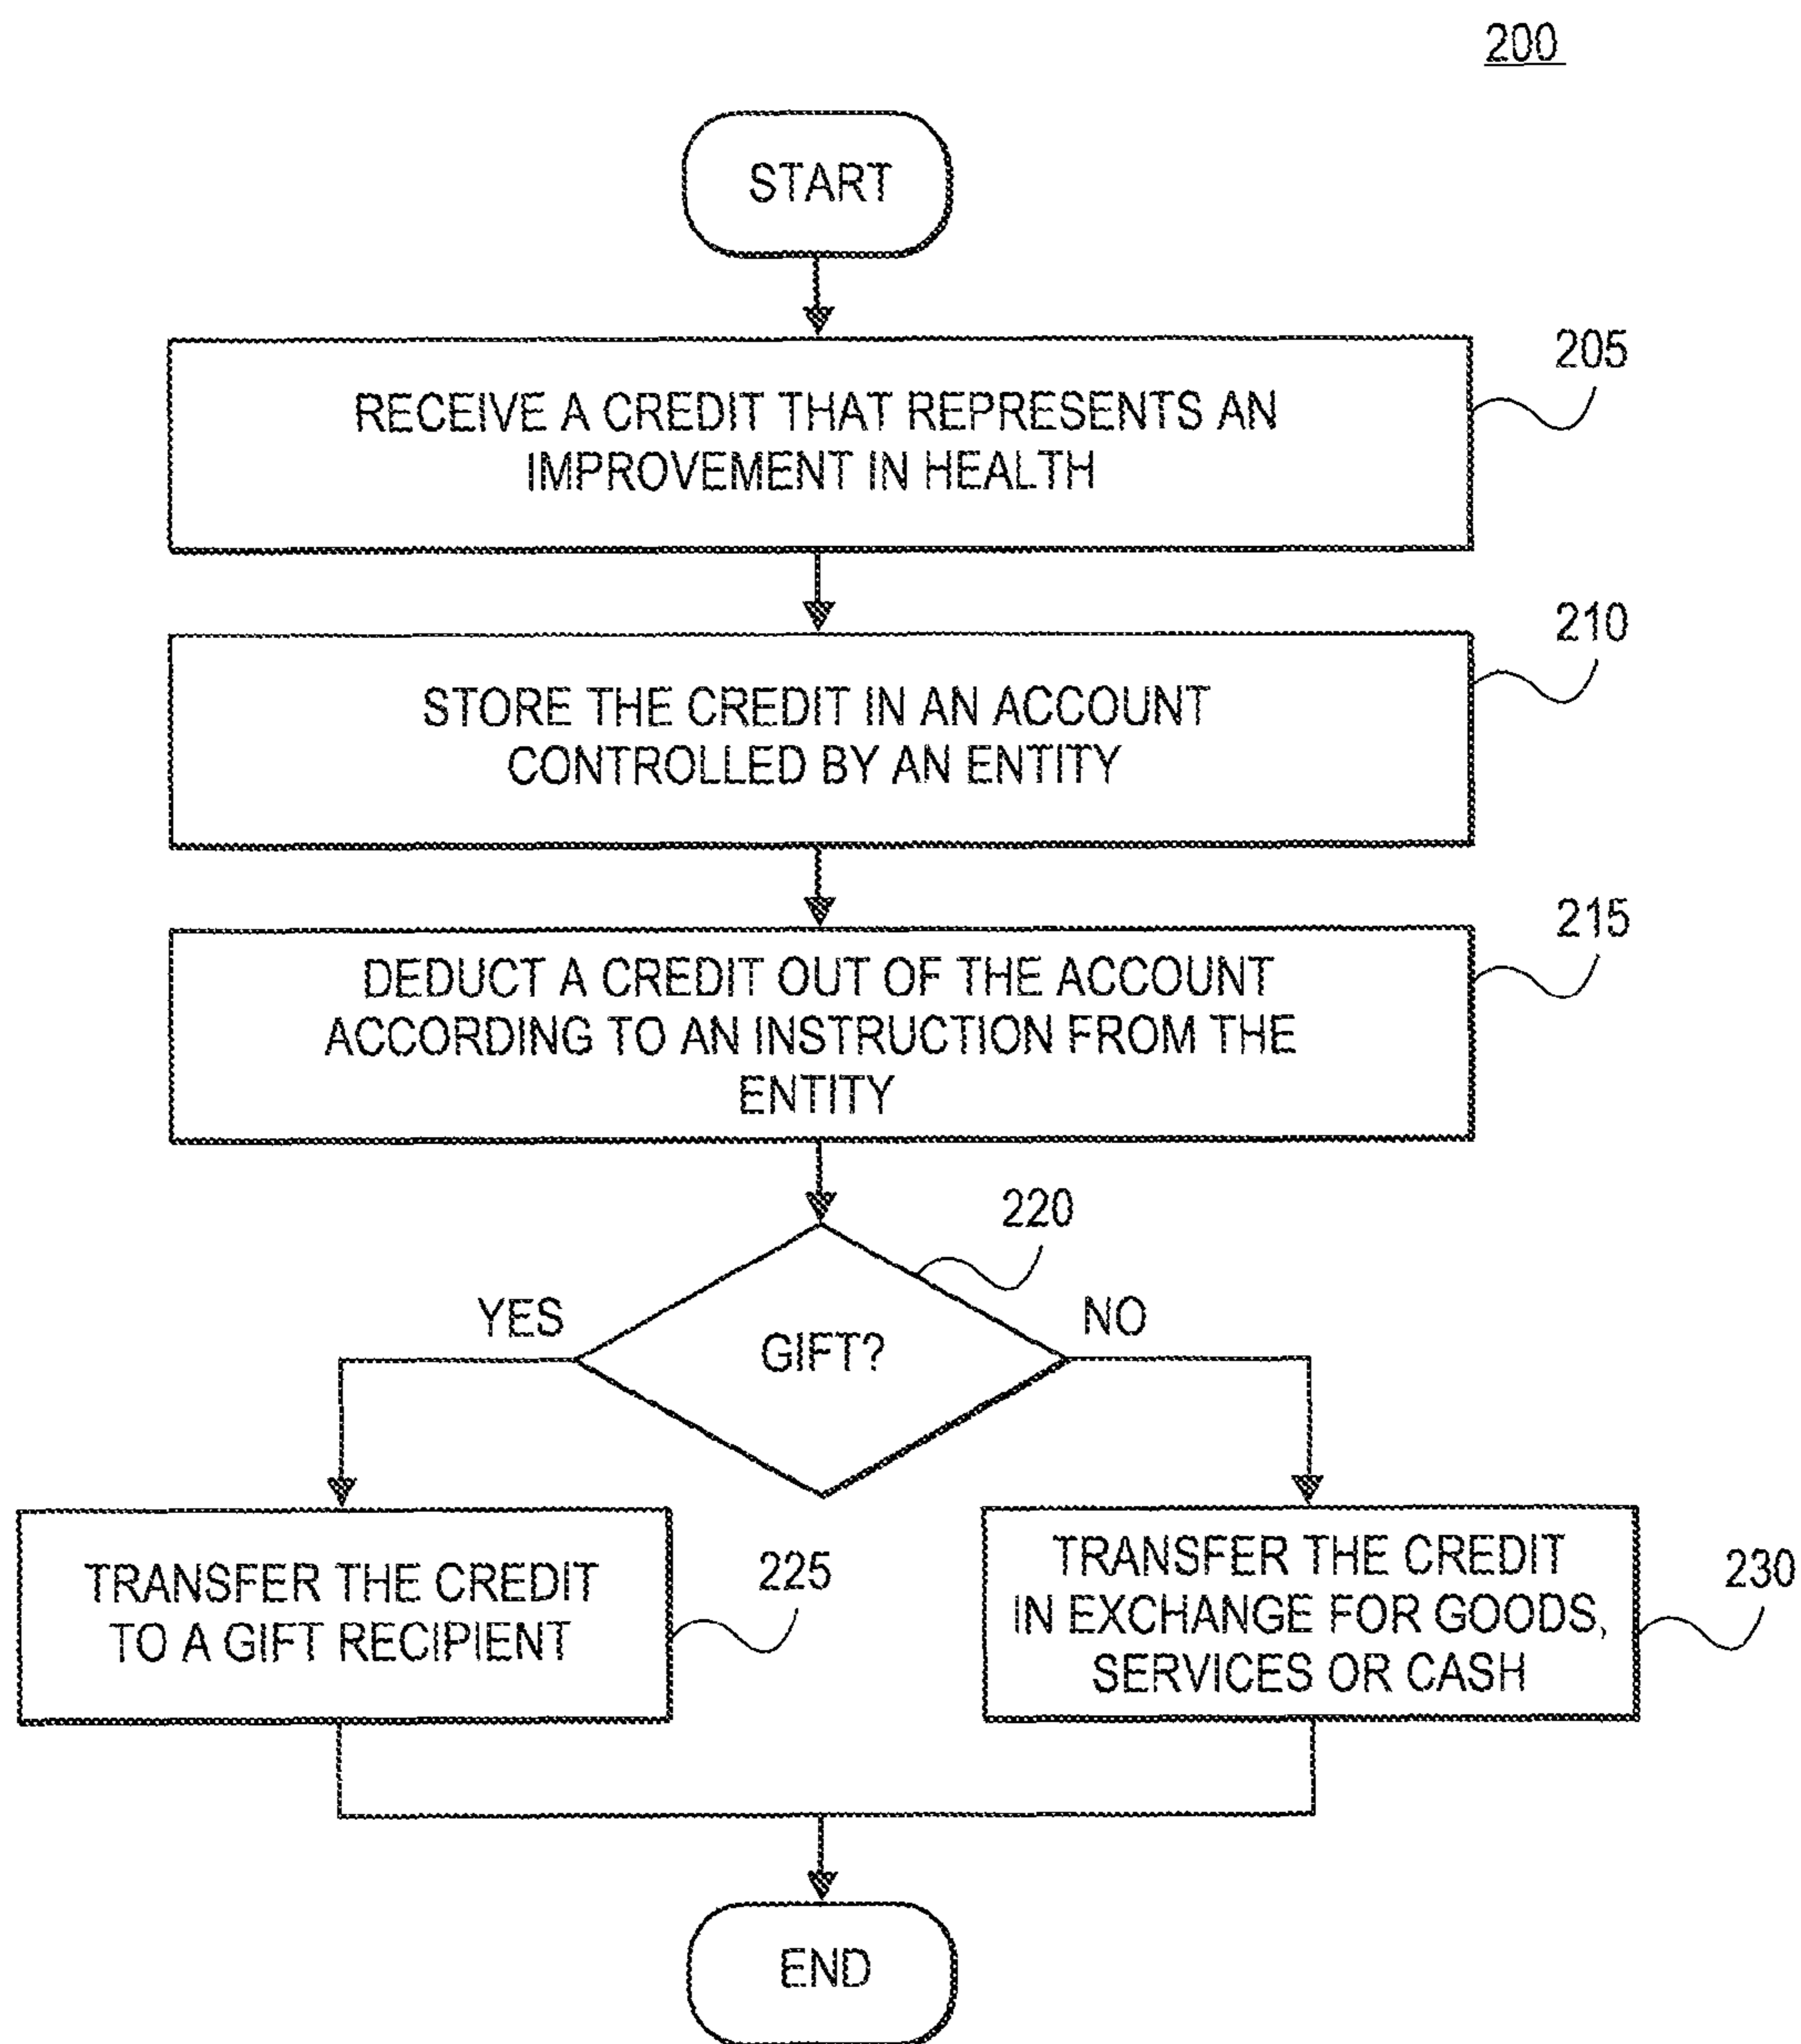 200
START
RECEIVE A CREDIT THAT REPRESENTS AN
IMPROVEMENT IN HEALTH
205
STORE THE CREDIT IN AN ACCOUNT
CONTROLLED BY AN ENTITY
210
DEDUCT A CREDIT OUT OF THE ACCOUNT
ACCORDING TO AN INSTRUCTION FROM THE
ENTITY
215
220
YES
GIFT?
NO
TRANSFER THE CREDIT
TO A GIFT RECIPIENT
225
TRANSFER THE CREDIT
IN EXCHANGE FOR GOODS,
SERVICES OR CASH
230
END